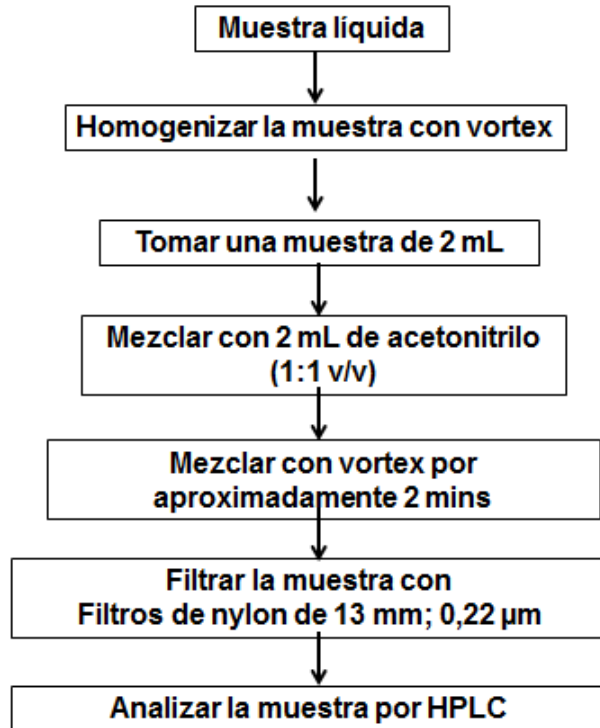 Muestra líquida
Homogenizar la muestra con vortex
Tomar una muestra de 2 mL
Mezclar con 2 mL de acetonitrilo
(1:1 v/v)
Mezclar con vortex por
aproximadamente 2 mins
Filtrar la muestra con
Filtros de nylon de 13 mm; 0,22 µm
Analizar la muestra por HPLC